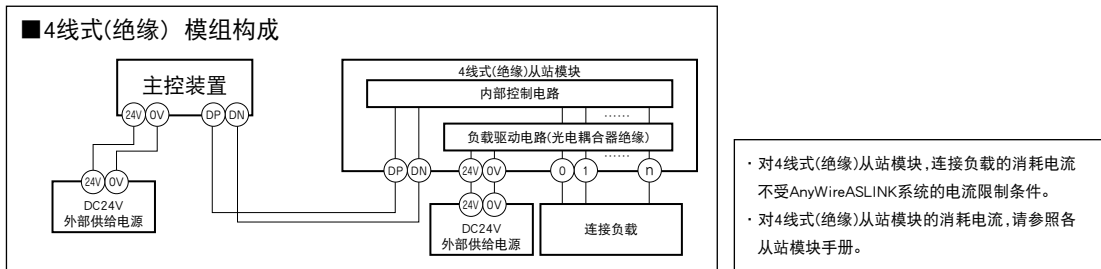 ■4线式(绝缘) 模组构成
主控装置
24V 0V DP DN
24V 0V
DC24V
外部供给电源
4线式(绝缘)从站模块
内部控制电路
……
负载驱动电路(光电耦合器绝缘)
……
DP DN 24V 0V 0 1 n
24V 0V
DC24V
外部供给电源
连接负载
·对4线式(绝缘)从站模块,连接负载的消耗电流
不受AnyWireASLINK系统的电流限制条件。
·对4线式(绝缘)从站模块的消耗电流,请参照各
从站模块手册。